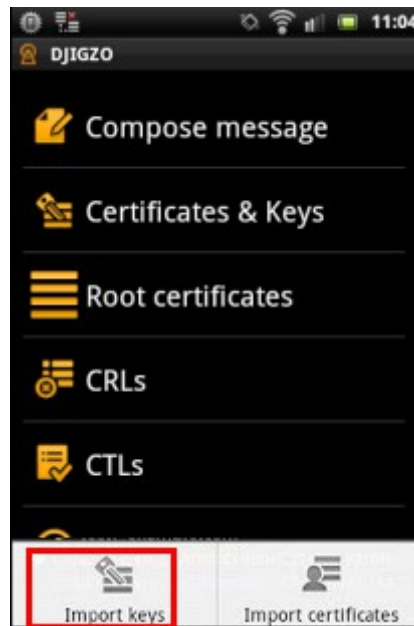 11:04
DJIGZO
Compose message
Certificates & Keys
Root certificates
CRLs
CTLs
Import keys
Import certificates